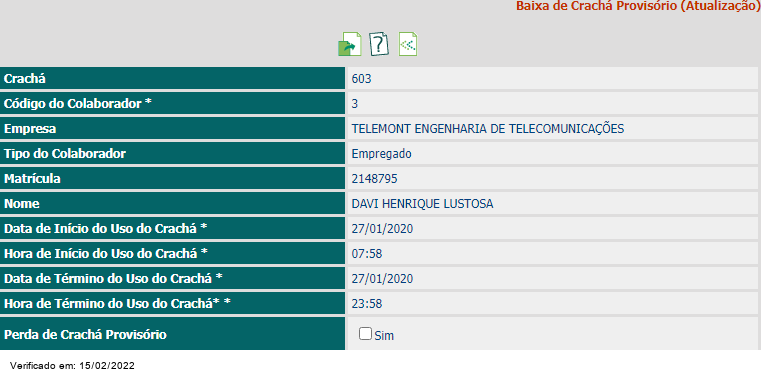 Baixa de Crachá Provisório (Atualização)
?
Crachá 603
Código do Colaborador * 3
Empresa TELEMONT ENGENHARIA DE TELECOMUNICAÇÕES
Tipo do Colaborador Empregado
Matrícula 2148795
Nome DAVI HENRIQUE LUSTOSA
Data de Início do Uso do Crachá * 27/01/2020
Hora de Início do Uso do Crachá * 07:58
Data de Término do Uso do Crachá * 27/01/2020
Hora de Término do Uso do Crachá* * 23:58
Perda de Crachá Provisório Sim
Verificado em: 15/02/2022